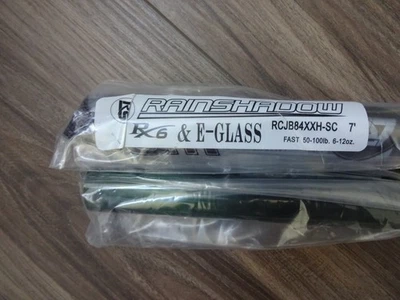 RAINSHADOW
RX6 & E-GLASS RCJB84XXH-SC 7'
FAST 50-100lb. 6-12oz.